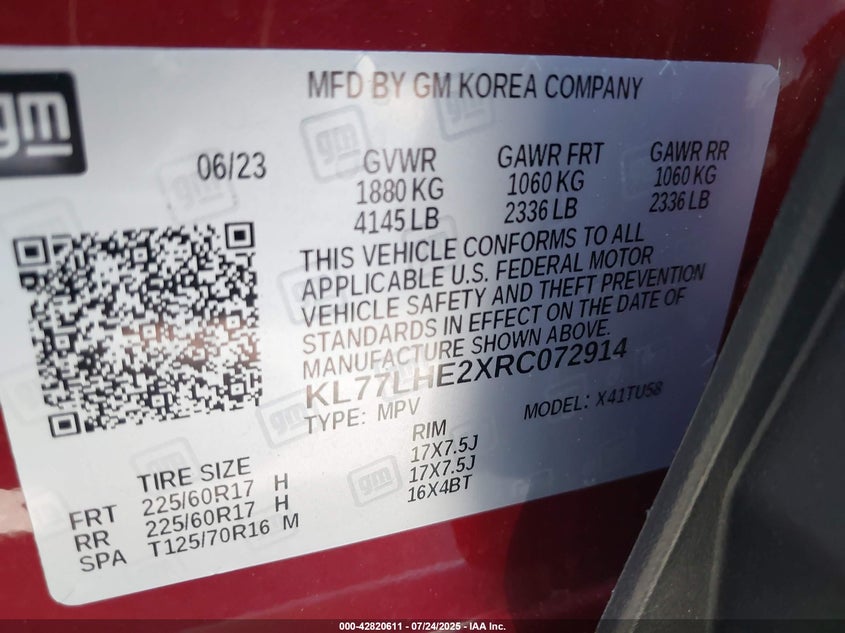 gm
MFD BY GM KOREA COMPANY
06/23
GVWR
1880 KG
4145 LB
GAWR FRT
1060 KG
2336 LB
GAWR RR
1060 KG
2336 LB
THIS VEHICLE CONFORMS TO ALL
APPLICABLE U.S. FEDERAL MOTOR
VEHICLE SAFETY AND THEFT PREVENTION
STANDARDS IN EFFECT ON THE DATE OF
MANUFACTURE SHOWN ABOVE.
KL77LHE2XRC072914
TYPE: MPV
MODEL: X41TU58
TIRE SIZE
RIM
FRT 225/60R17 H 17X7.5J
RR 225/60R17 H 17X7.5J
SPA T125/70R16 M 16X4BT
000-42820611 - 07/24/2025 - IAA Inc.